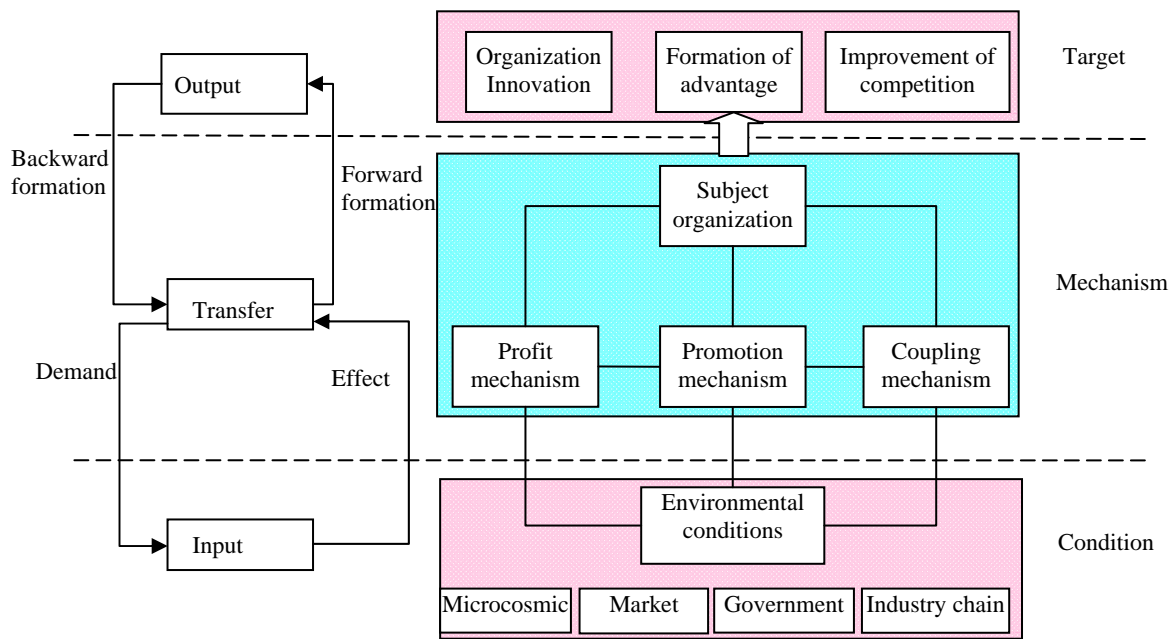 Organization
Innovation
Formation of
advantage
Improvement of
competition
Target
Output
Backward
formation
Forward
formation
Subject
organization
Mechanism
Transfer
Profit
mechanism
Promotion
mechanism
Coupling
mechanism
Demand
Effect
Environmental
conditions
Input
Condition
Microcosmic
Market
Government
Industry chain